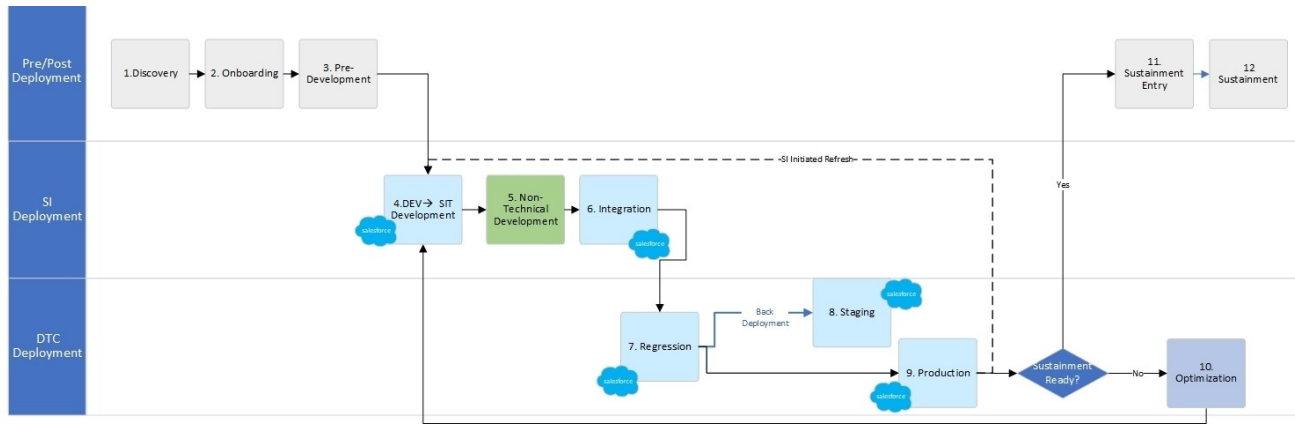 Pre/Post
Deployment
1.Discovery
2. Onboarding
3. Pre-
Development
11.
Sustainment
Entry
12
Sustainment
SI
Deployment
SI Initiated Refresh
Yes
4.DEV→ SIT
Development
salesforce
5. Non-
Technical
Development
6. Integration
salesforce
DTC
Deployment
7. Regression
salesforce
Back
Deployment
8. Staging
salesforce
9. Production
salesforce
Sustainment
Ready?
No
10.
Optimization